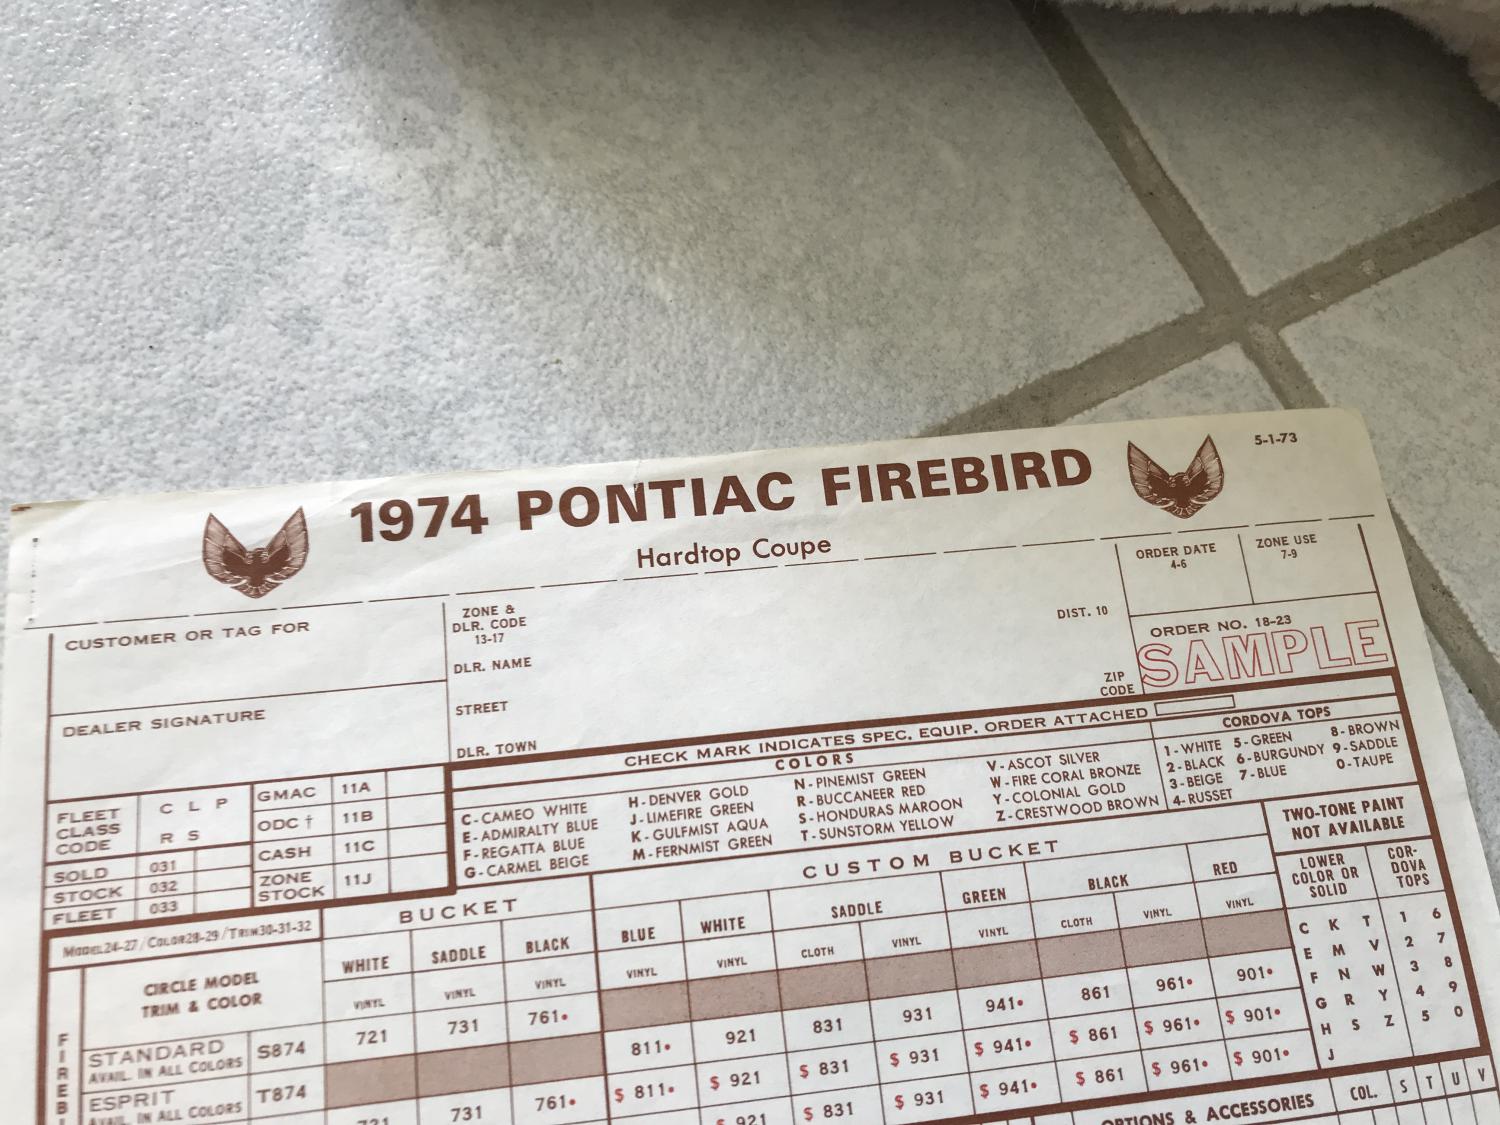 5-1-73
1974 PONTIAC FIREBIRD
Hardtop Coupe
ORDER DATE
4-6
ZONE USE
7-9
CUSTOMER OR TAG FOR
ZONE &
DLR. CODE
13-17
DIST. 10
ORDER NO. 18-23
SAMPLE
DLR. NAME
ZIP
CODE
STREET
DEALER SIGNATURE
DLR. TOWN
CHECK MARK INDICATES SPEC. EQUIP. ORDER ATTACHED
FLEET
CLASS
CODE
C L P
R S
GMAC 11A
ODC † 11B
CASH 11C
ZONE
STOCK 11J
SOLD 031
STOCK 032
FLEET 033
COLORS
C-CAMEO WHITE
E-ADMIRALTY BLUE
F-REGATTA BLUE
G-CARMEL BEIGE
H-DENVER GOLD
J-LIMEFIRE GREEN
K-GULFMIST AQUA
M-FERNMIST GREEN
N-PINEMIST GREEN
R-BUCCANEER RED
S-HONDURAS MAROON
T-SUNSTORM YELLOW
V-ASCOT SILVER
W-FIRE CORAL BRONZE
Y-COLONIAL GOLD
Z-CRESTWOOD BROWN
CORDOVA TOPS
1-WHITE 5-GREEN 8-BROWN
2-BLACK 6-BURGUNDY 9-SADDLE
3-BEIGE 7-BLUE 0-TAUPE
4-RUSSET
TWO-TONE PAINT
NOT AVAILABLE
LOWER
COLOR OR
SOLID
COR-
DOVA
TOPS
C K T 1 6
E M V 2 7
F N W 3 8
G R Y 4 9
H S Z 5 0
J
MODEL 24-27 / COLOR 28-29 / TRIM 30-31-32
BUCKET
CUSTOM BUCKET
CIRCLE MODEL
TRIM & COLOR
WHITE SADDLE BLACK BLUE WHITE SADDLE GREEN BLACK RED
VINYL VINYL VINYL VINYL VINYL CLOTH VINYL VINYL CLOTH VINYL VINYL
FIREB
STANDARD
AVAIL. IN ALL COLORS
S874 721 731 761•
ESPRIT
IN ALL COLORS
T874 811• 921 831 931 941• 861 961• 901•
721 731 761• $ 811• $ 921 $ 831 $ 931 $ 941• $ 861 $ 961• $ 901•
921 $ 831 $ 931 $ 941• $ 861 $ 961• $ 901•
OPTIONS & ACCESSORIES COL. S T U V